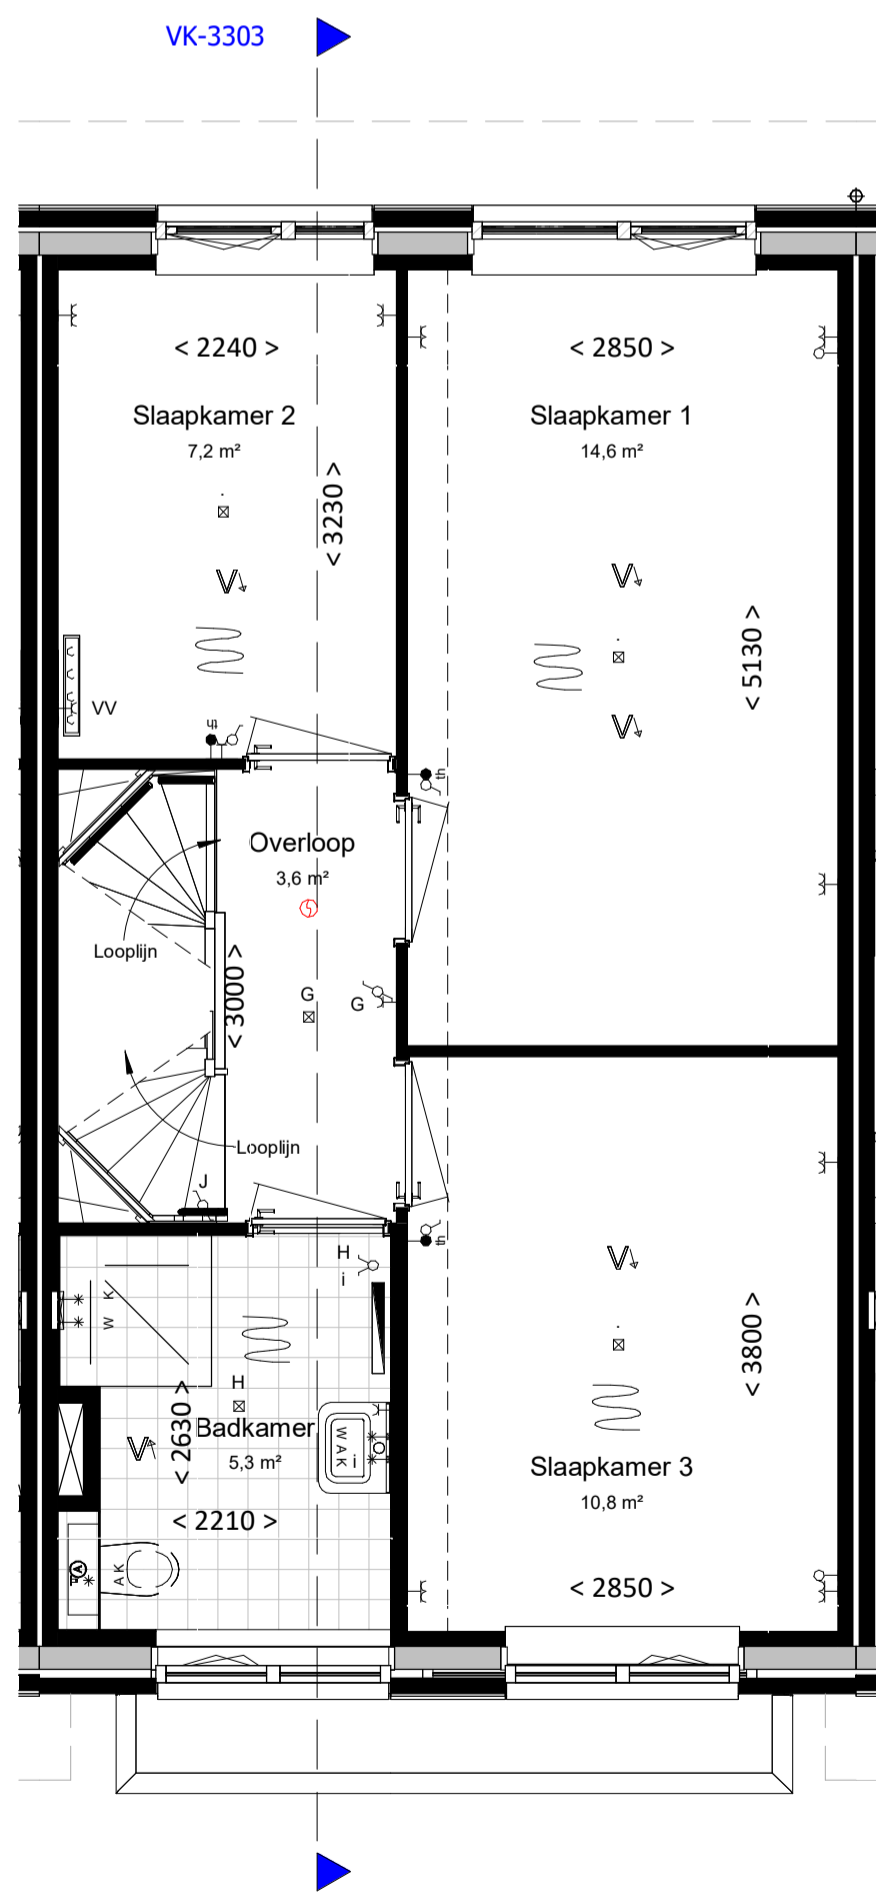 VK-3303
< 2240 >
< 2850 >
Slaapkamer 2
7,2 m²
Slaapkamer 1
14,6 m²
< 3230 >
V
V
< 5130 >
V
VV
th
Overloop
3,6 m²
Looplijn
< 3000 >
G
G
Looplijn
J
th
H
i
W K
V
< 3800 >
H
< 2630 >
Badkamer
5,3 m²
V
W A K
i
Slaapkamer 3
10,8 m²
< 2210 >
A
A K
< 2850 >